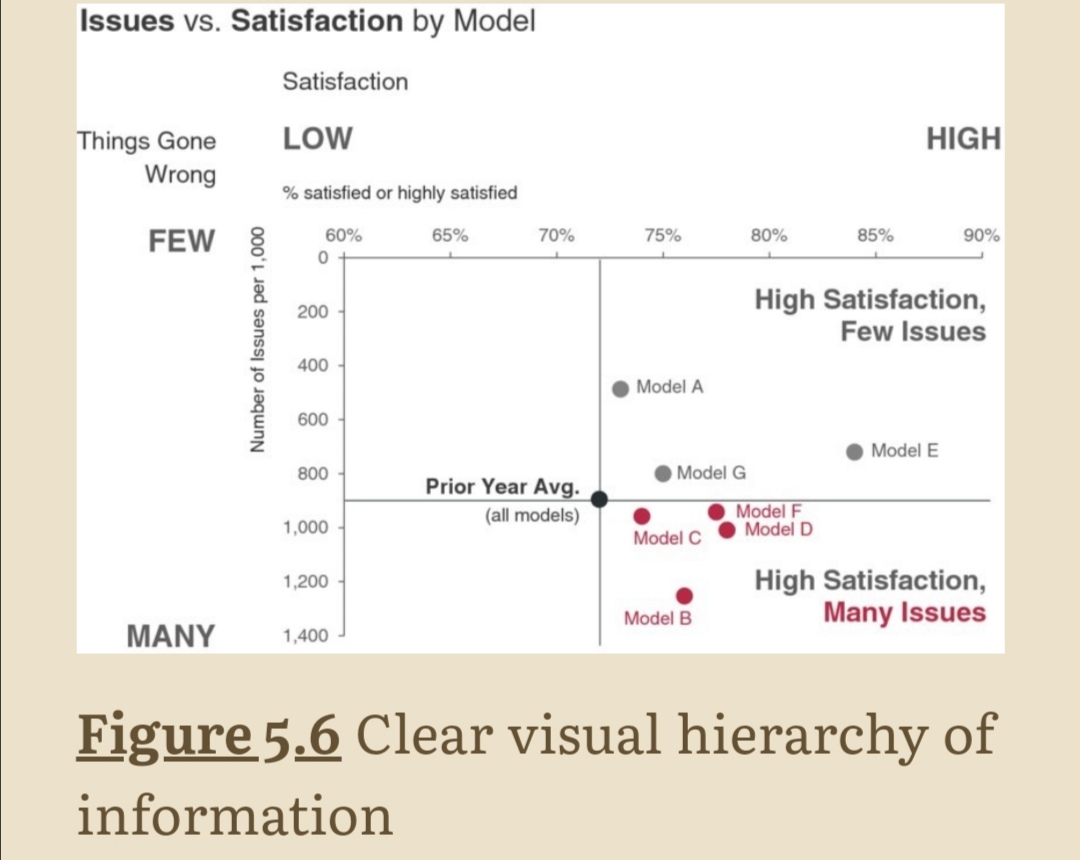 Issues vs. Satisfaction by Model
Satisfaction
Things Gone
Wrong
LOW
HIGH
% satisfied or highly satisfied
FEW
Number of Issues per 1,000
60% 65% 70% 75% 80% 85% 90%
0
200
400
600
800
1,000
1,200
1,400
High Satisfaction,
Few Issues
Model A
Model E
Model G
Prior Year Avg.
(all models)
Model F
Model D
Model C
High Satisfaction,
Many Issues
Model B
MANY
Figure 5.6 Clear visual hierarchy of
information